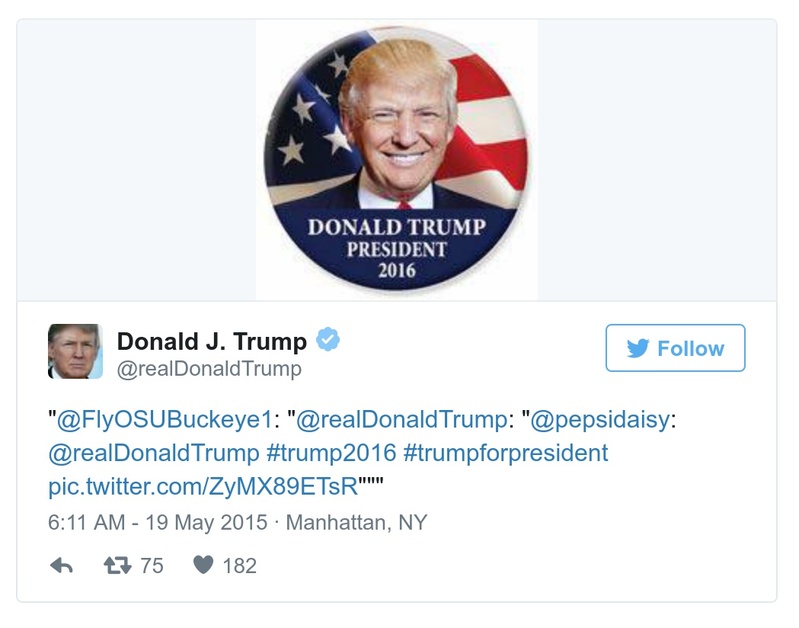 DONALD TRUMP
PRESIDENT
2016
Donald J. Trump
@realDonaldTrump
Follow
"@FlyOSUBuckeye1: "@realDonaldTrump: "@pepsidaisy:
@realDonaldTrump #trump2016 #trumpforpresident
pic.twitter.com/ZyMX89ETsR"""
6:11 AM - 19 May 2015 · Manhattan, NY
75 182